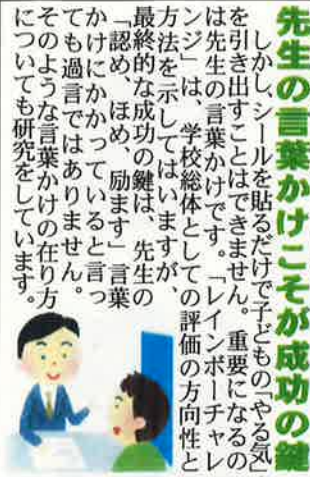 先生の言葉かけこそが成功の鍵
しかし、シールを貼るだけで子どもの「やる気」
を引き出すことはできません。重要になるの
は先生の言葉かけです。「レインボーチャレ
ンジ」は、学校総体としての評価の方向性と
方法を示してはいますが、
最終的な成功の鍵は、先生の
「認め、ほめ、励ます」言葉
かけにかかっていると言っ
ても過言ではありません。
そのような言葉かけの在り方
についても研究をしています。